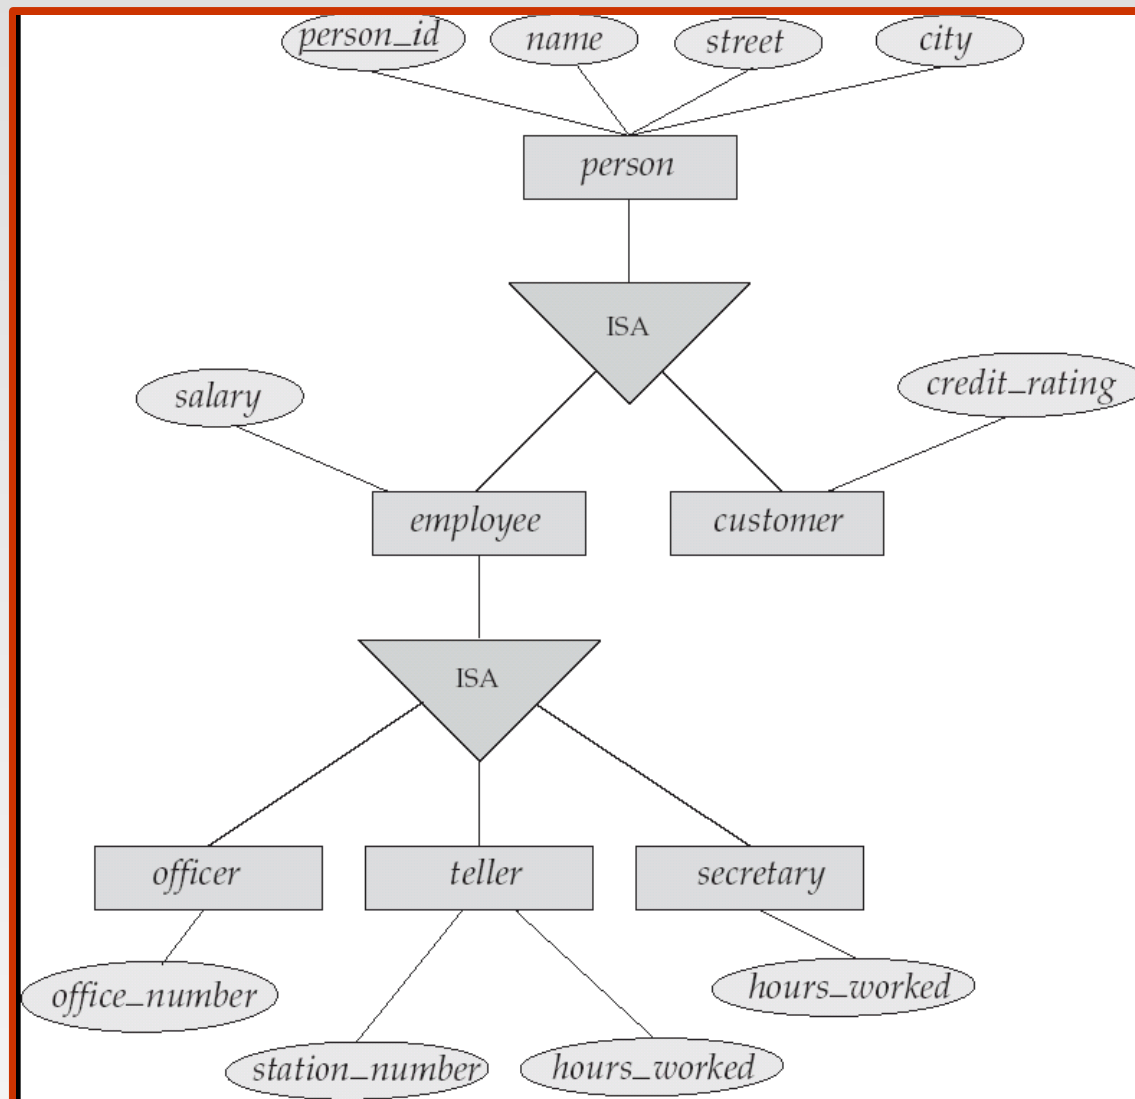 person_id name street city
person
ISA
salary credit_rating
employee customer
ISA
officer teller secretary
office_number hours_worked
station_number hours_worked